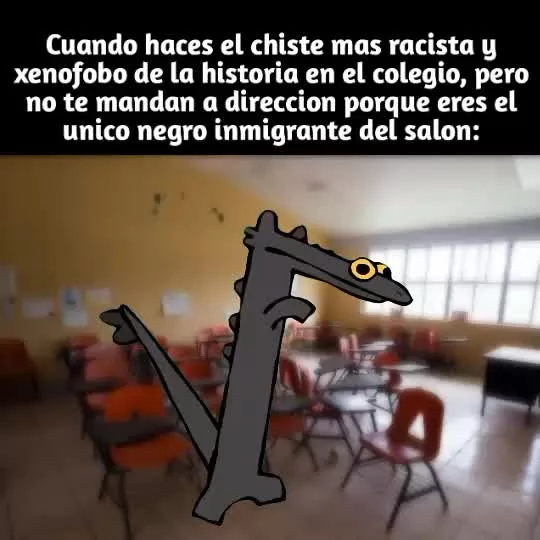 Cuando haces el chiste mas racista y
xenofobo de la historia en el colegio, pero
no te mandan a direccion porque eres el
unico negro inmigrante del salon: